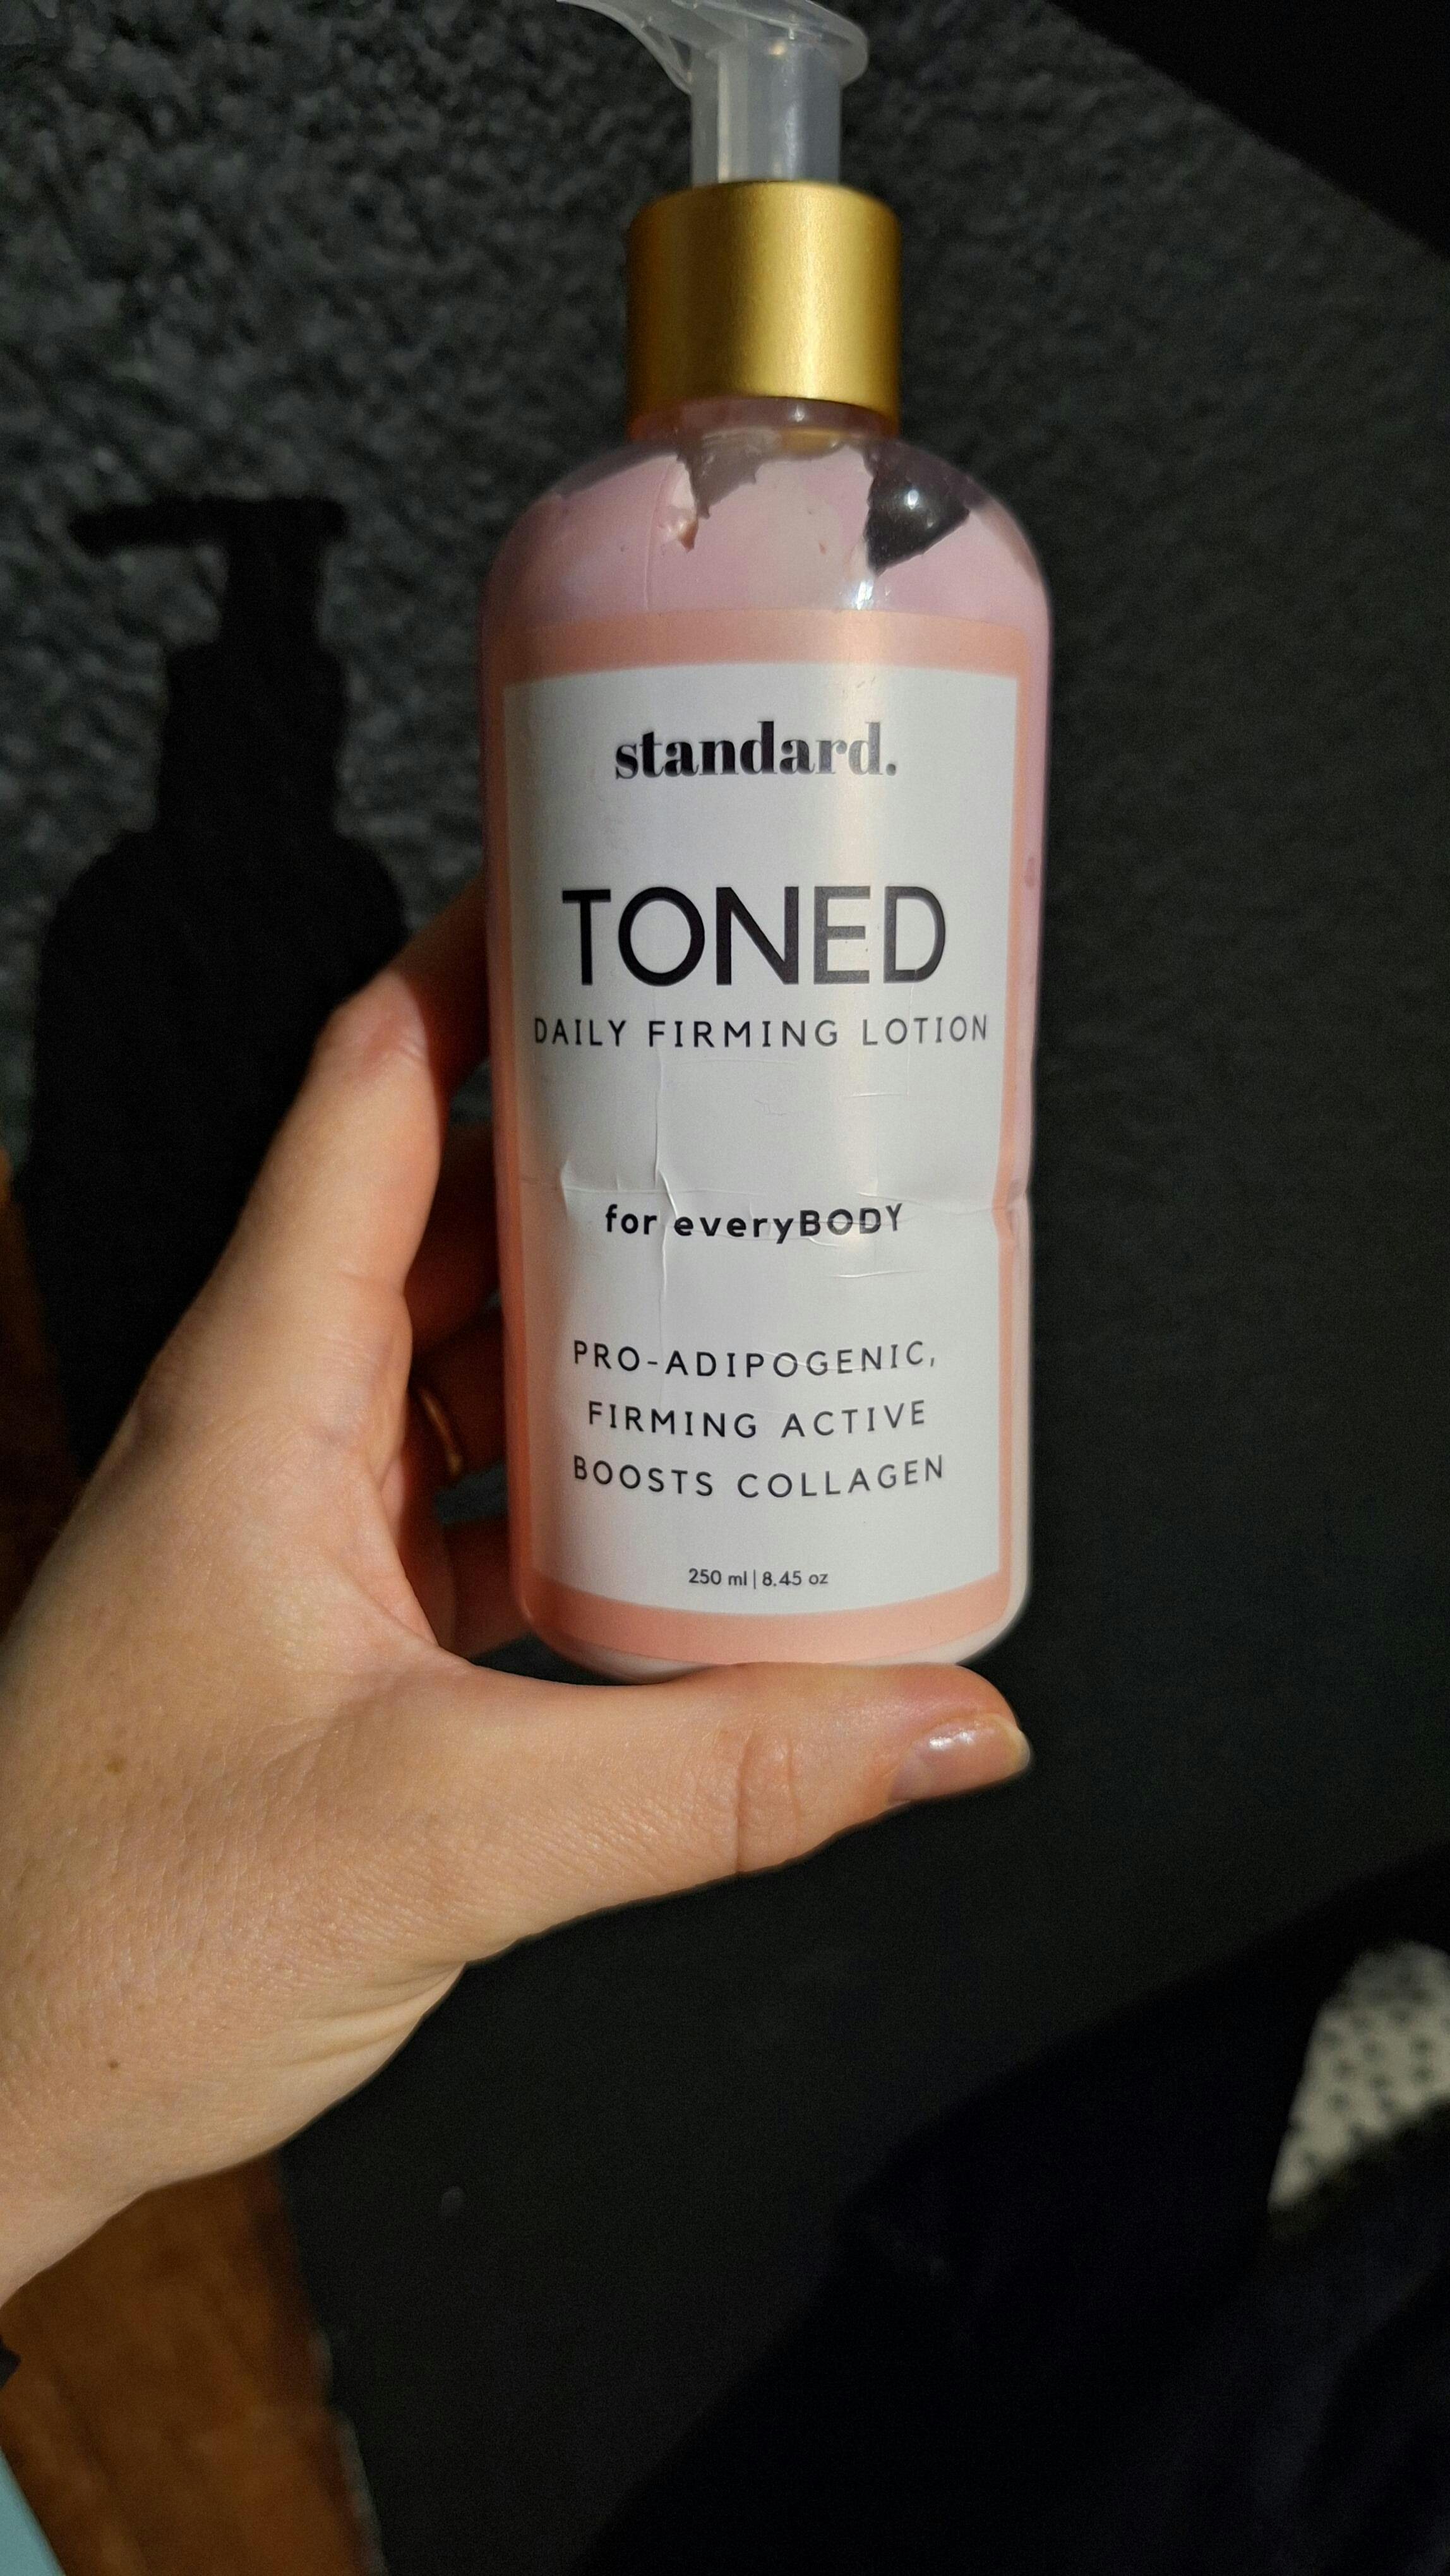 standard.
TONED
DAILY FIRMING LOTION
for everyBODY
PRO-ADIPOGENIC,
FIRMING ACTIVE
BOOSTS COLLAGEN
250 ml | 8.45 oz